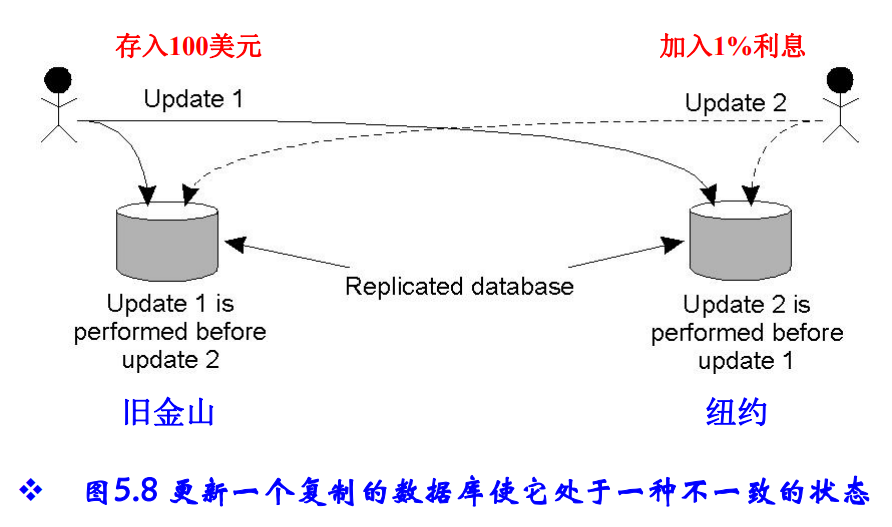 存入100美元
加入1%利息
Update 1
Update 2
Replicated database
Update 1 is
performed before
update 2
Update 2 is
performed before
update 1
旧金山
纽约
❖ 图5.8 更新一个复制的数据库使它处于一种不一致的状态